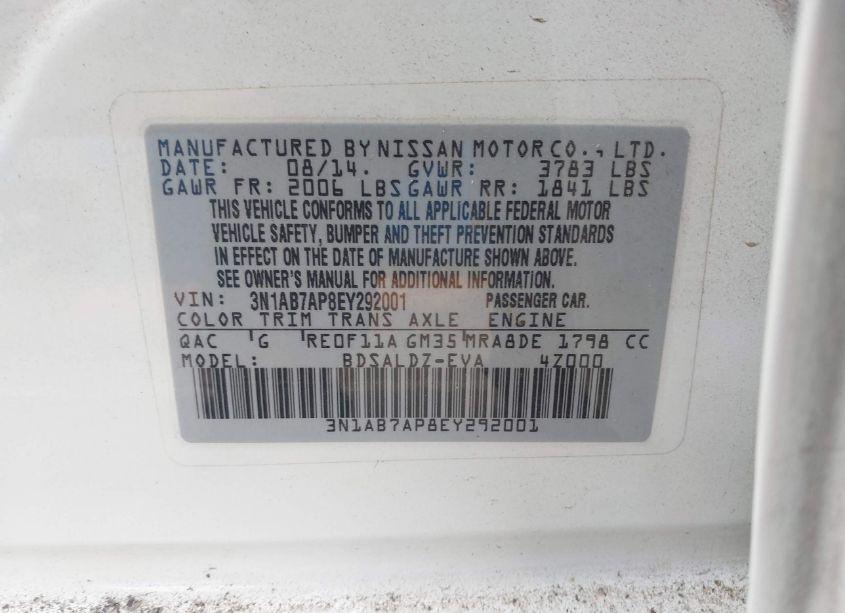 MANUFACTURED BY NISSAN MOTOR CO., LTD.
DATE: 08/14. GVWR: 3783 LBS
GAWR FR: 2006 LBS GAWR RR: 1841 LBS
THIS VEHICLE CONFORMS TO ALL APPLICABLE FEDERAL MOTOR
VEHICLE SAFETY, BUMPER AND THEFT PREVENTION STANDARDS
IN EFFECT ON THE DATE OF MANUFACTURE SHOWN ABOVE.
SEE OWNER'S MANUAL FOR ADDITIONAL INFORMATION.
VIN: 3N1AB7AP8EY292001 PASSENGER CAR.
COLOR TRIM TRANS AXLE ENGINE
QAC G RE0F11A GM35 MRA8DE 1798 CC
MODEL: BDSALDZ-EVA 4Z000
3N1AB7AP8EY292001